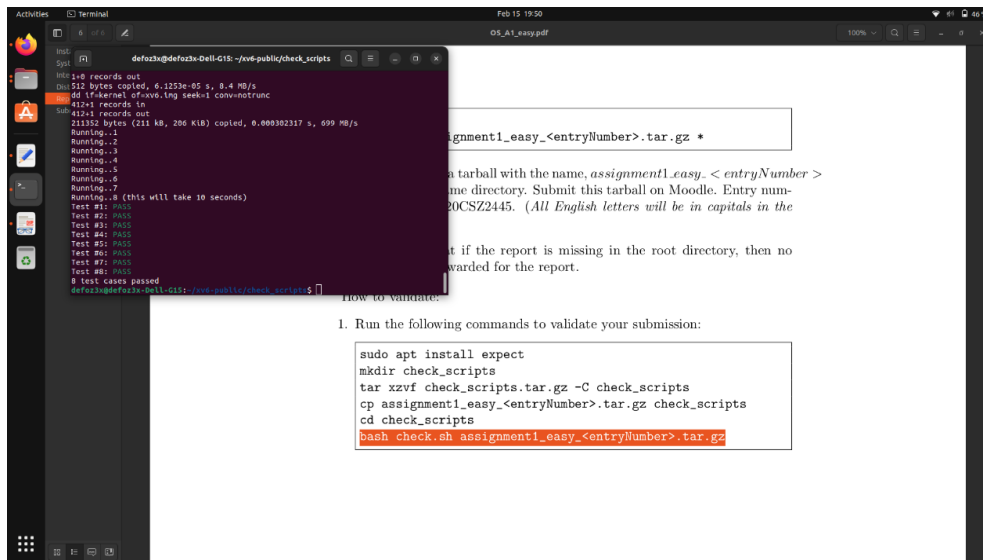 Activities
Terminal
Feb 15 19:50
46°
6 of 6
OS_A1_easy.pdf
100%
Inst
Syst
Inte
Dist
Rep
Sub
defoz3x@defoz3x-Dell-G15: ~/xv6-public/check_scripts
1+0 records out
512 bytes copied, 6.1253e-05 s, 8.4 MB/s
dd if=kernel of=xv6.img seek=1 conv=notrunc
412+1 records in
412+1 records out
211352 bytes (211 kB, 206 KiB) copied, 0.000302317 s, 699 MB/s
Running..1
Running..2
Running..3
Running..4
Running..5
Running..6
Running..7
Running..8 (this will take 10 seconds)
Test #1: PASS
Test #2: PASS
Test #3: PASS
Test #4: PASS
Test #5: PASS
Test #6: PASS
Test #7: PASS
Test #8: PASS
8 test cases passed
defoz3x@defoz3x-Dell-G15:~/xv6-public/check_scripts$
ignment1_easy_<entryNumber>.tar.gz *
a tarball with the name, assignment1_easy_ < entryNumber >
me directory. Submit this tarball on Moodle. Entry num-
20CSZ2445. (All English letters will be in capitals in the
t if the report is missing in the root directory, then no
warded for the report.
How to validate:
1. Run the following commands to validate your submission:
sudo apt install expect
mkdir check_scripts
tar xzvf check_scripts.tar.gz -C check_scripts
cp assignment1_easy_<entryNumber>.tar.gz check_scripts
cd check_scripts
bash check.sh assignment1_easy_<entryNumber>.tar.gz